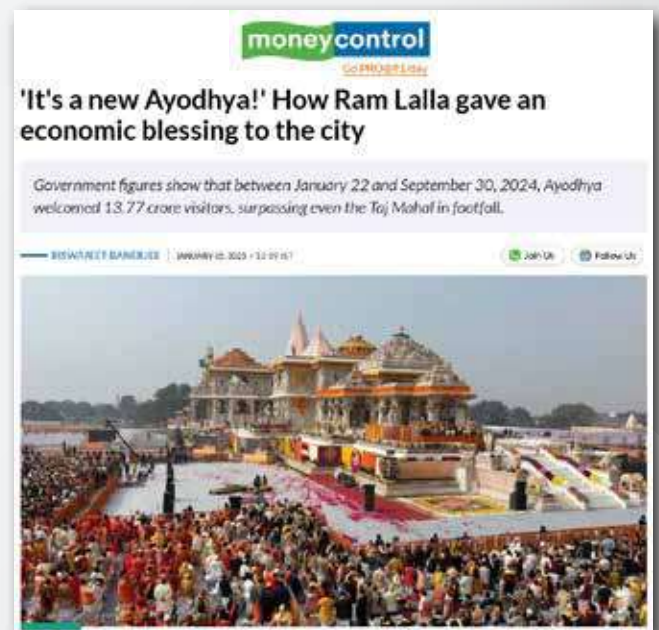 moneycontrol
'It's a new Ayodhya!' How Ram Lalla gave an
economic blessing to the city
Government figures show that between January 22 and September 30, 2024, Ayodhya
welcomed 13.77 crore visitors, surpassing even the Taj Mahal in footfall.
BISWAJEET BANERJEE
Join Us
Follow Us